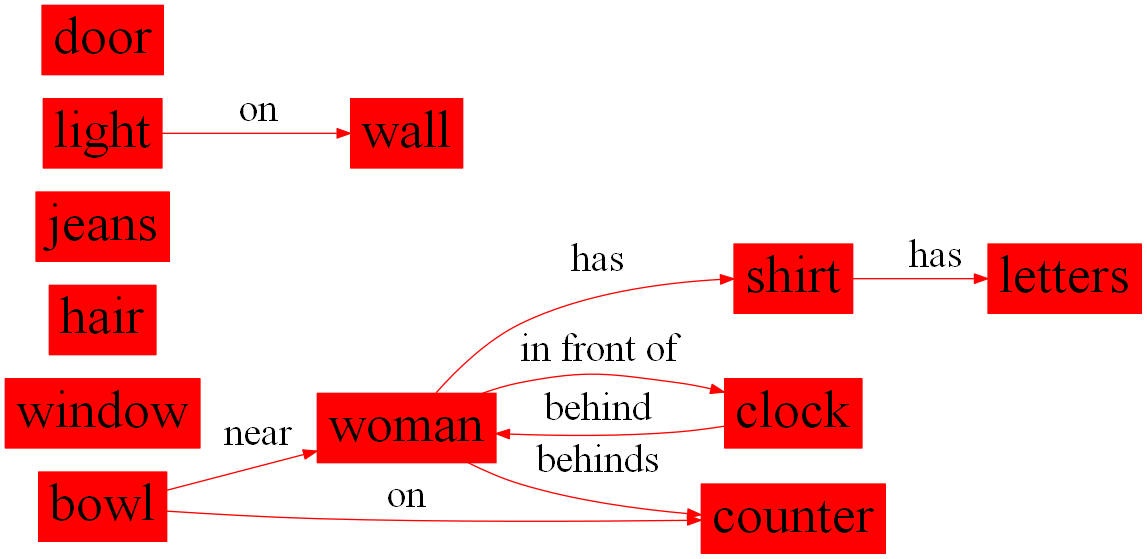 door
light
on
wall
jeans
has
shirt
has
letters
hair
in front of
window
behind
clock
near
woman
behinds
bowl
on
counter